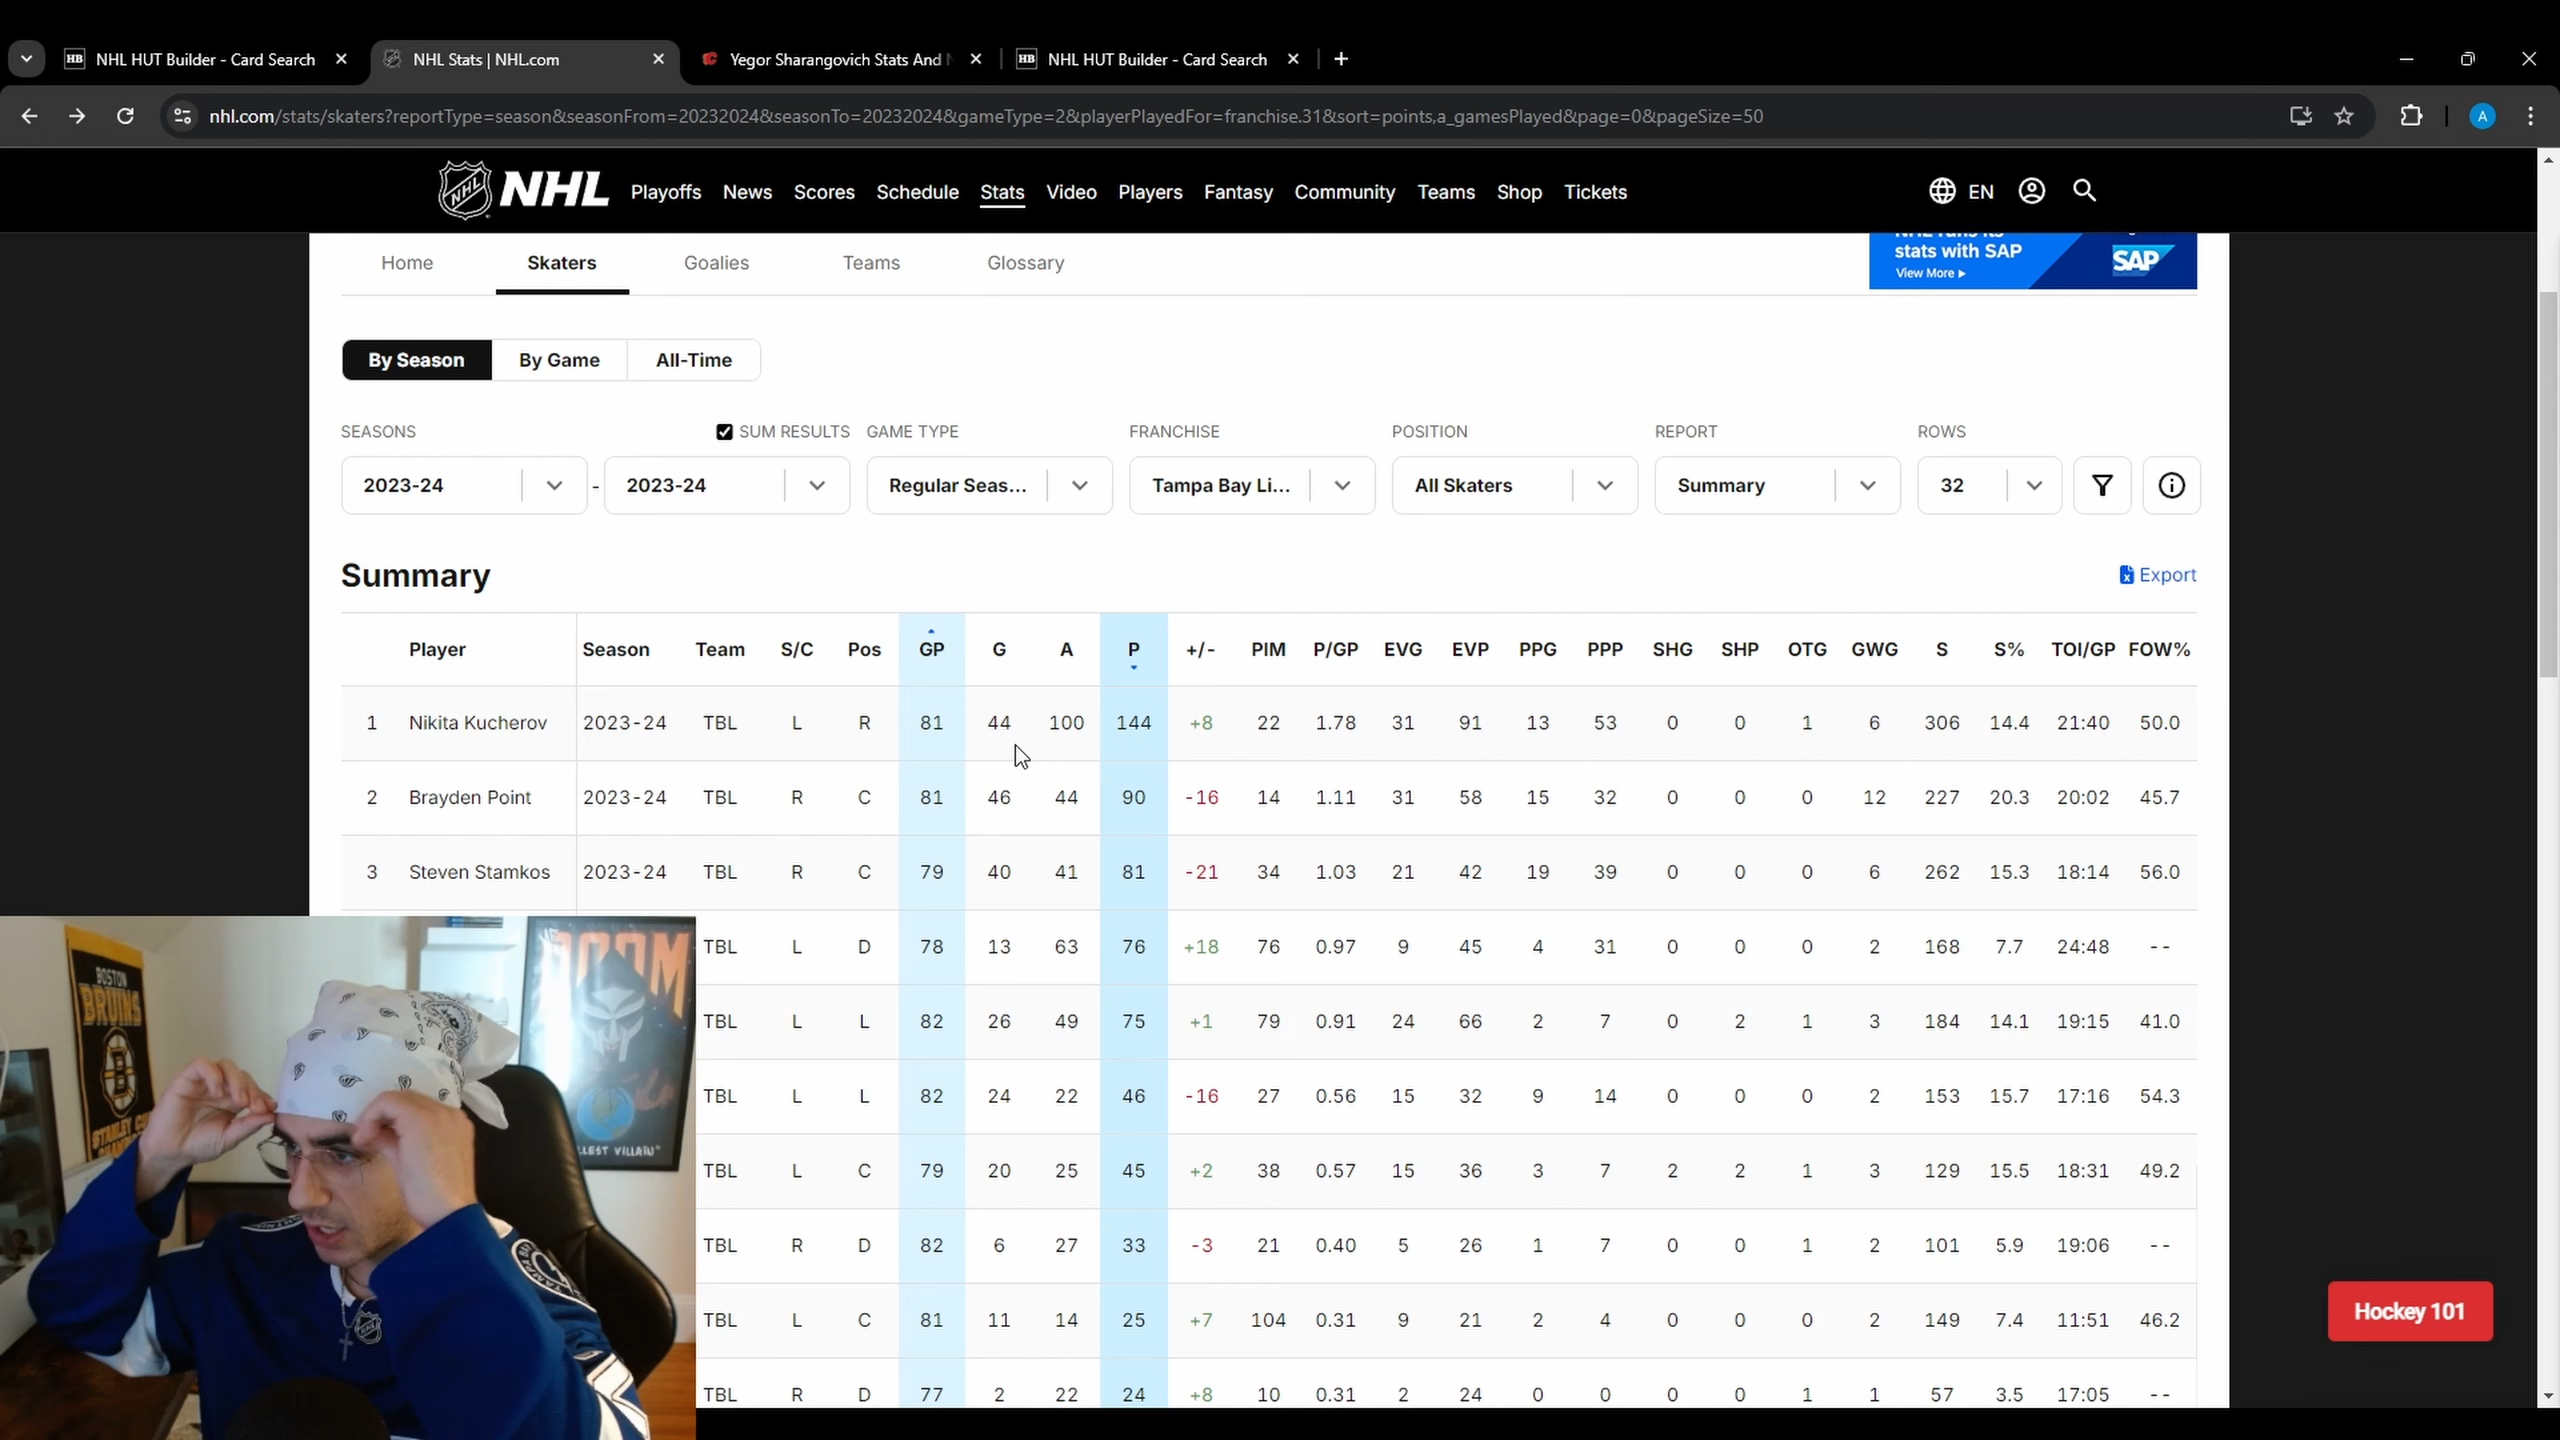 NHL HUT Builder - Card Search
NHL Stats | NHL.com
Yegor Sharangovich Stats And
NHL HUT Builder - Card Search
nhl.com/stats/skaters?reportType=season&seasonFrom=20232024&seasonTo=20232024&gameType=2&playerPlayedFor=franchise.31&sort=points,a_gamesPlayed&page=0&pageSize=50
A
NHL
NHL Playoffs News Scores Schedule Stats Video Players Fantasy Community Teams Shop Tickets EN
Home Skaters Goalies Teams Glossary
NHL runs its
stats with SAP
View More
SAP
By Season By Game All-Time
SEASONS SUM RESULTS GAME TYPE FRANCHISE POSITION REPORT ROWS
2023-24 - 2023-24 Regular Seas... Tampa Bay Li... All Skaters Summary 32
Summary
Export
Player Season Team S/C Pos GP G A P +/- PIM P/GP EVG EVP PPG PPP SHG SHP OTG GWG S S% TOI/GP FOW%
1 Nikita Kucherov 2023-24 TBL L R 81 44 100 144 +8 22 1.78 31 91 13 53 0 0 1 6 306 14.4 21:40 50.0
2 Brayden Point 2023-24 TBL R C 81 46 44 90 -16 14 1.11 31 58 15 32 0 0 0 12 227 20.3 20:02 45.7
3 Steven Stamkos 2023-24 TBL R C 79 40 41 81 -21 34 1.03 21 42 19 39 0 0 0 6 262 15.3 18:14 56.0
TBL L D 78 13 63 76 +18 76 0.97 9 45 4 31 0 0 0 2 168 7.7 24:48 --
TBL L L 82 26 49 75 +1 79 0.91 24 66 2 7 0 2 1 3 184 14.1 19:15 41.0
TBL L L 82 24 22 46 -16 27 0.56 15 32 9 14 0 0 0 2 153 15.7 17:16 54.3
TBL L C 79 20 25 45 +2 38 0.57 15 36 3 7 2 2 1 3 129 15.5 18:31 49.2
TBL R D 82 6 27 33 -3 21 0.40 5 26 1 7 0 0 1 2 101 5.9 19:06 --
TBL L C 81 11 14 25 +7 104 0.31 9 21 2 4 0 0 0 2 149 7.4 11:51 46.2
TBL R D 77 2 22 24 +8 10 0.31 2 24 0 0 0 0 1 1 57 3.5 17:05 --
Hockey 101
BOSTON
BRUINS
B
DOOM
LLEST VILLAIN"